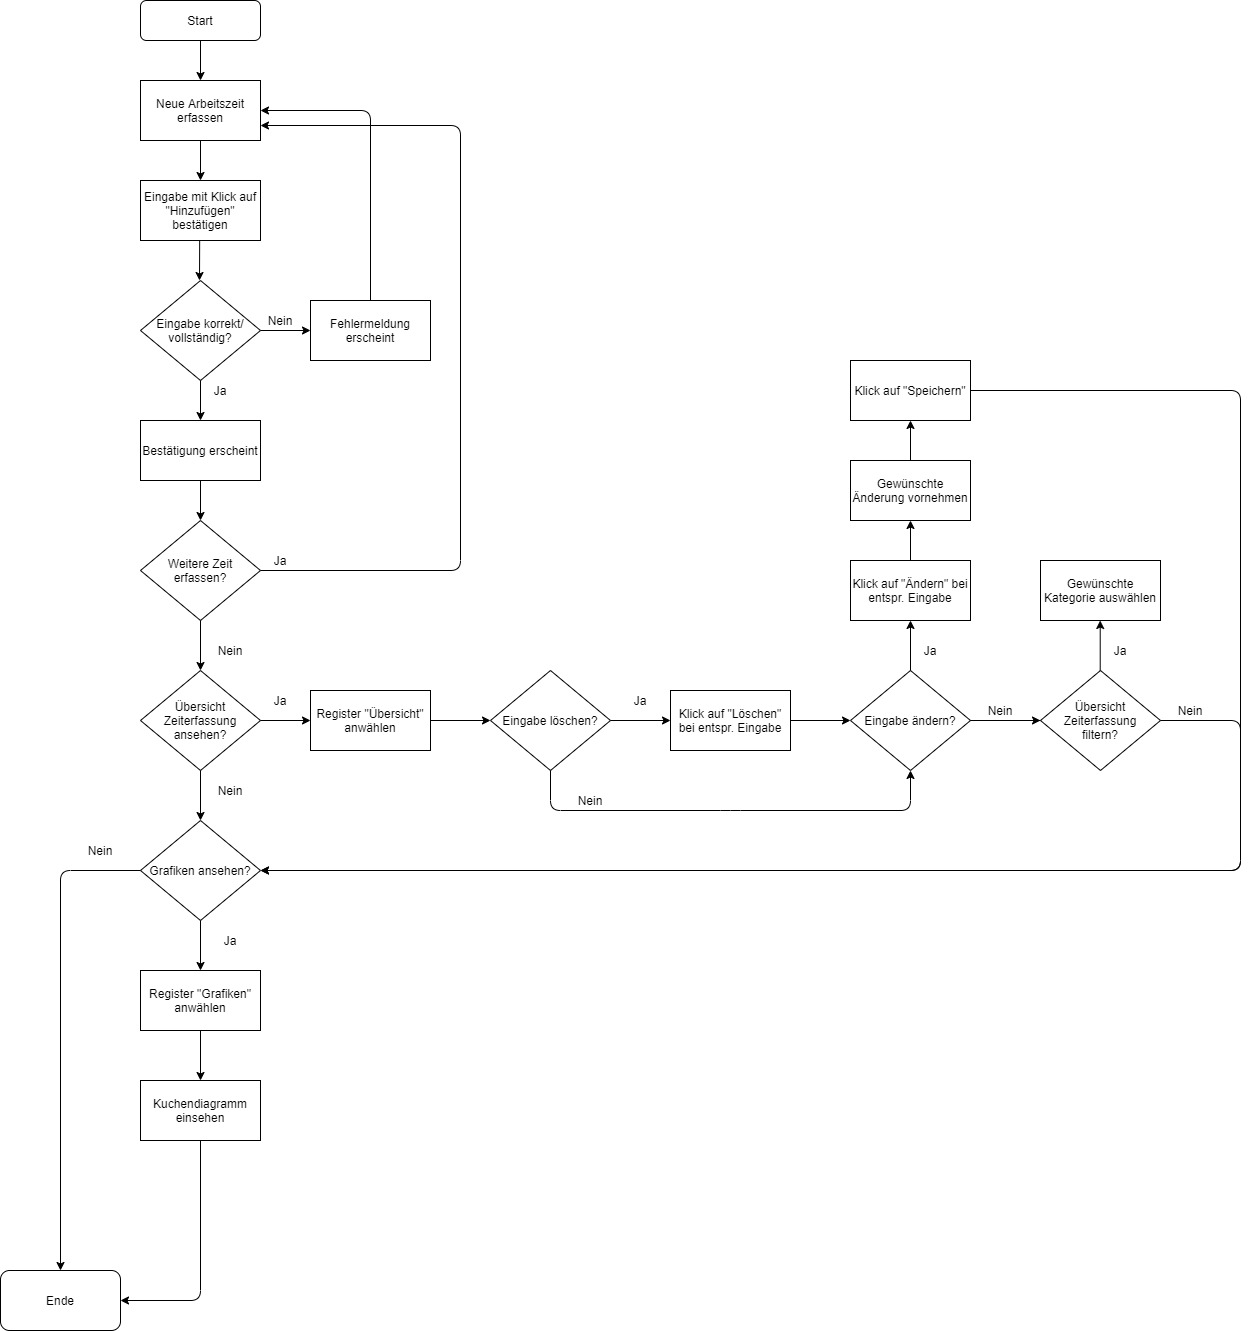 Start
Neue Arbeitszeit
erfassen
Eingabe mit Klick auf
"Hinzufügen"
bestätigen
Eingabe korrekt/
vollständig?
Nein
Fehlermeldung
erscheint
Ja
Bestätigung erscheint
Weitere Zeit
erfassen?
Ja
Nein
Übersicht
Zeiterfassung
ansehen?
Ja
Register "Übersicht"
anwählen
Eingabe löschen?
Ja
Klick auf "Löschen"
bei entspr. Eingabe
Nein
Eingabe ändern?
Ja
Klick auf "Ändern" bei
entspr. Eingabe
Gewünschte
Änderung vornehmen
Klick auf "Speichern"
Nein
Übersicht
Zeiterfassung
filtern?
Ja
Gewünschte
Kategorie auswählen
Nein
Nein
Grafiken ansehen?
Nein
Ja
Register "Grafiken"
anwählen
Kuchendiagramm
einsehen
Ende